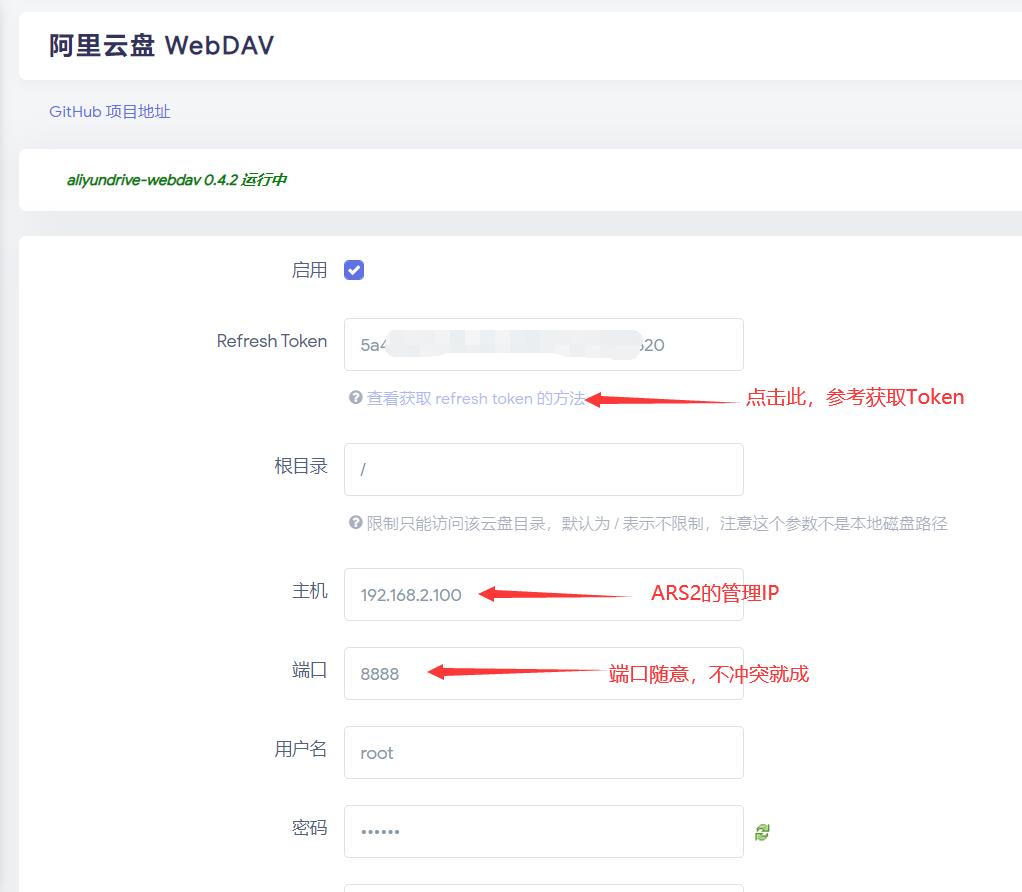 阿里云盘 WebDAV
GitHub 项目地址
aliyundrive-webdav 0.4.2 运行中
启用
Refresh Token
5a4 20
查看获取 refresh token 的方法
点击此，参考获取Token
根目录
/
限制只能访问该云盘目录，默认为 / 表示不限制，注意这个参数不是本地磁盘路径
主机
192.168.2.100
ARS2的管理IP
端口
8888
端口随意，不冲突就成
用户名
root
密码
••••••